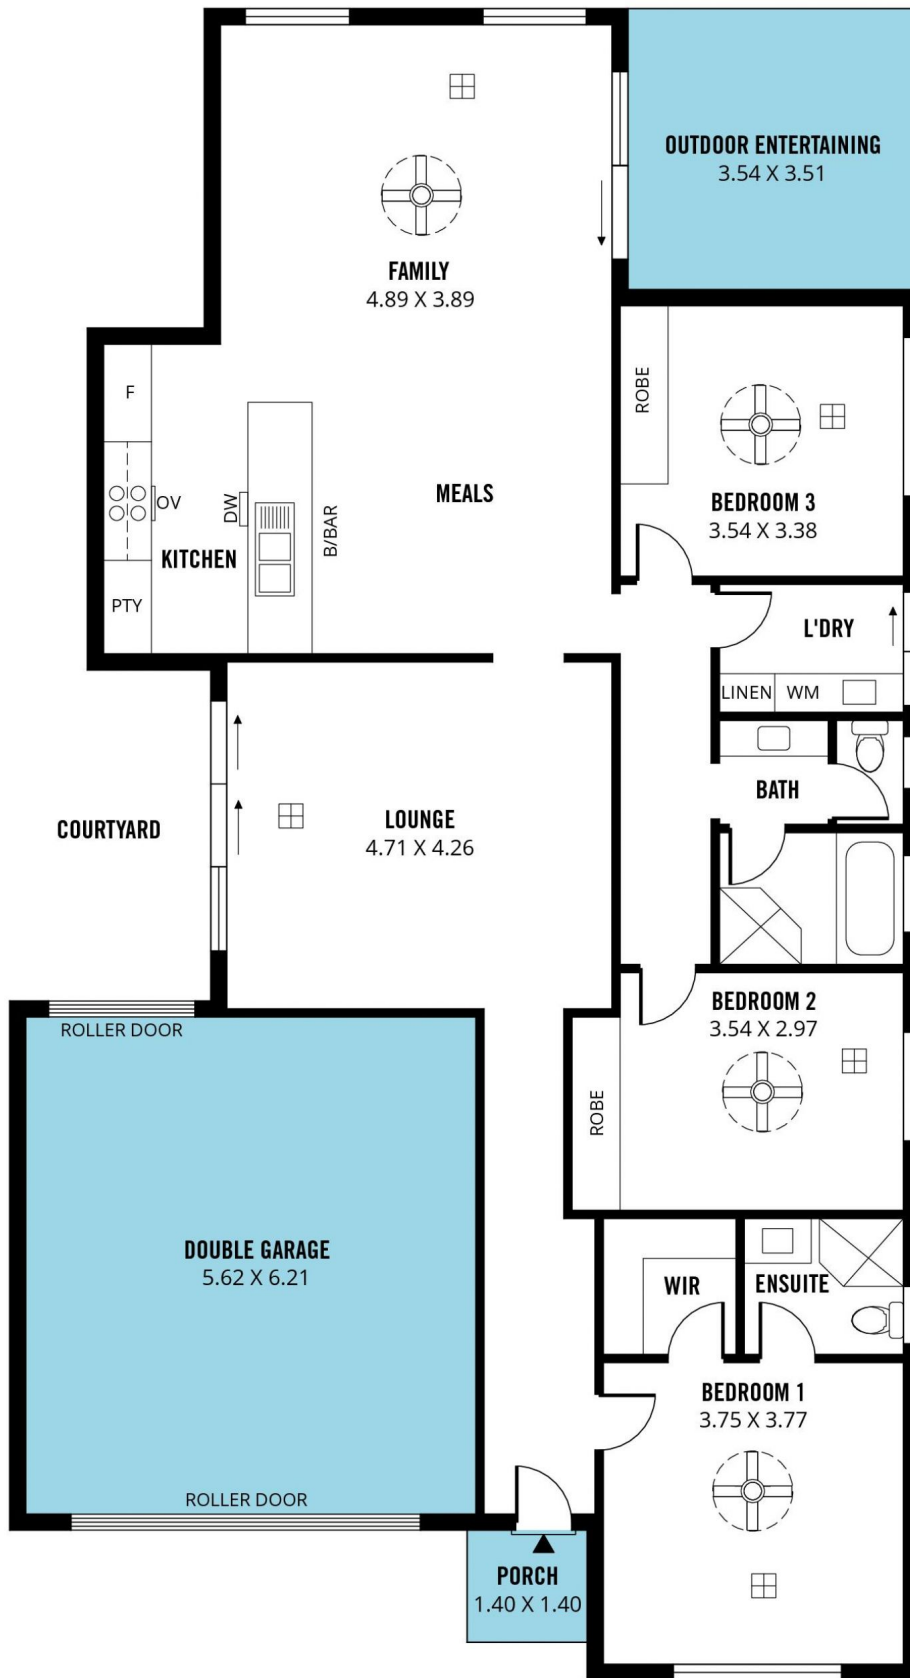 OUTDOOR ENTERTAINING
3.54 X 3.51
FAMILY
4.89 X 3.89
F
ROBE
OV
DW
B/BAR
MEALS
BEDROOM 3
3.54 X 3.38
KITCHEN
PTY
L'DRY
LINEN
WM
BATH
COURTYARD
LOUNGE
4.71 X 4.26
ROLLER DOOR
BEDROOM 2
3.54 X 2.97
ROBE
DOUBLE GARAGE
5.62 X 6.21
WIR
ENSUITE
BEDROOM 1
3.75 X 3.77
ROLLER DOOR
PORCH
1.40 X 1.40